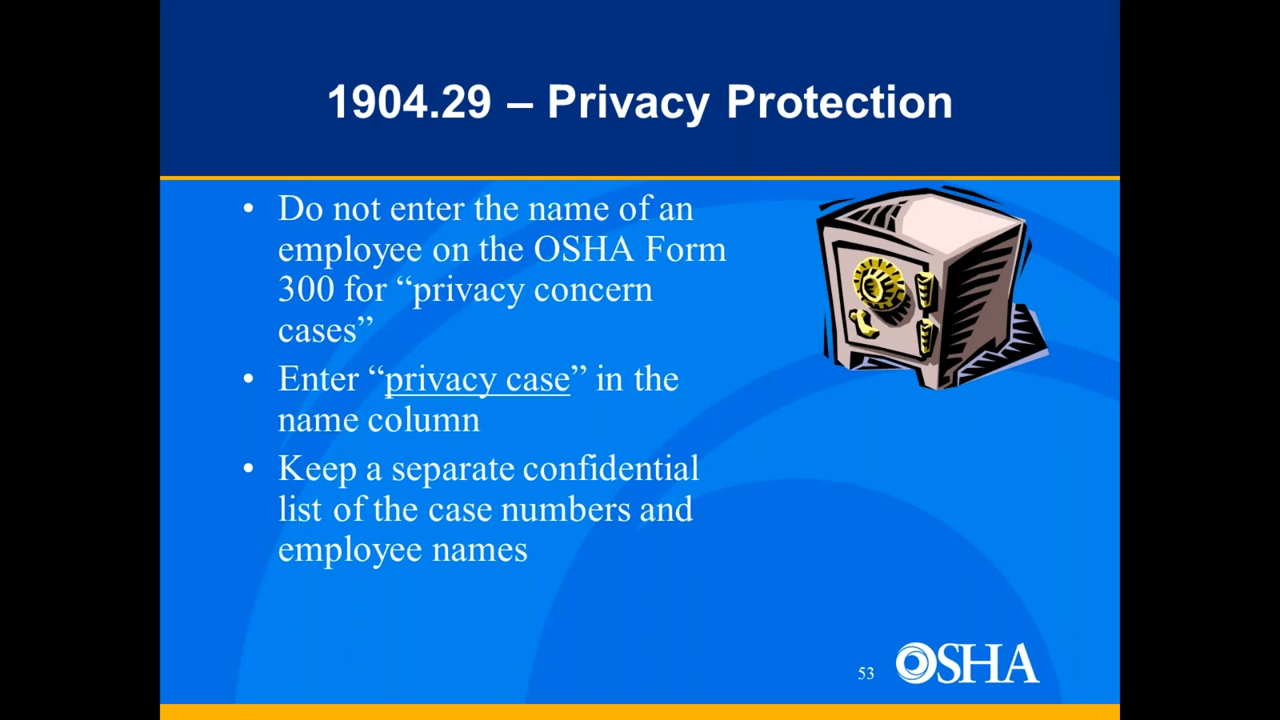 1904.29 – Privacy Protection
• Do not enter the name of an
employee on the OSHA Form
300 for “privacy concern
cases”
• Enter “privacy case” in the
name column
• Keep a separate confidential
list of the case numbers and
employee names
53
OSHA